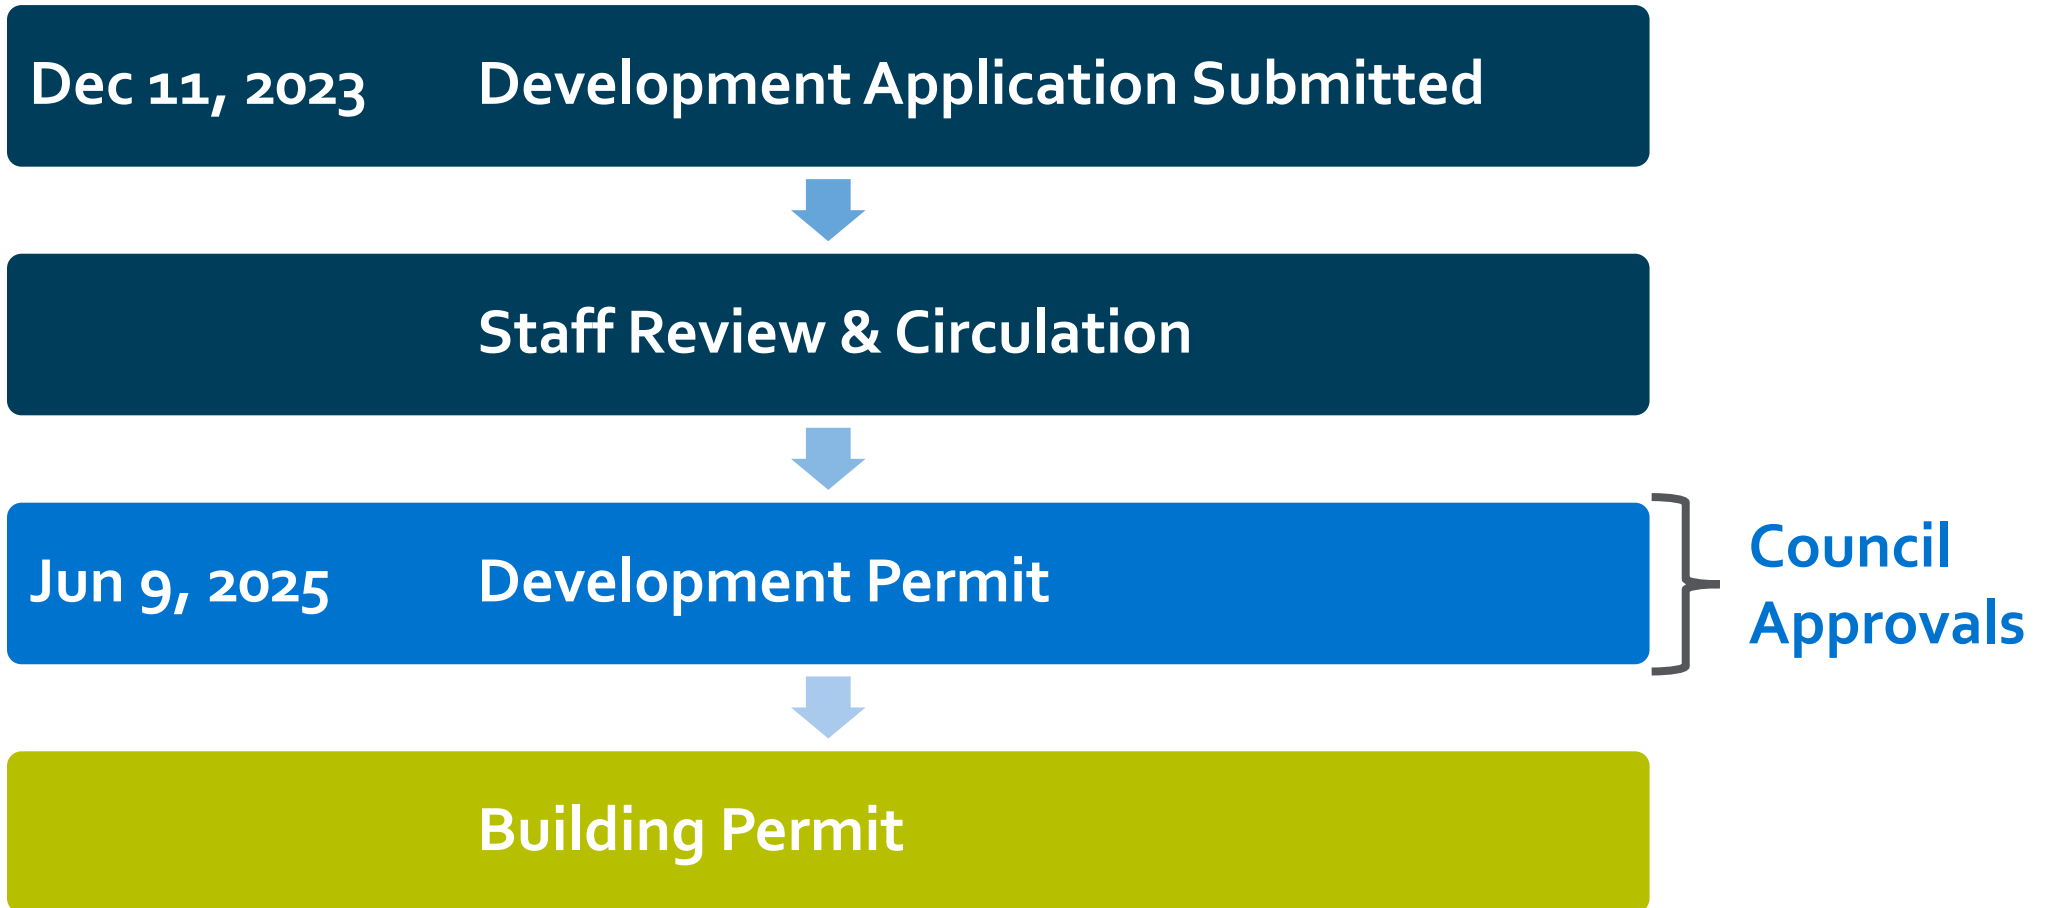 Dec 11, 2023 Development Application Submitted
Staff Review & Circulation
Jun 9, 2025 Development Permit
Council
Approvals
Building Permit